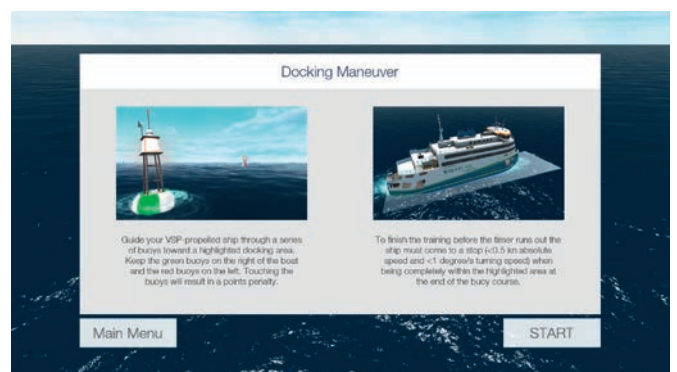 Docking Maneuver
Guide your VSP-propelled ship through a series
of buoys toward a highlighted docking area.
Keep the green buoys on the right of the boat
and the red buoys on the left. Touching the
buoys will result in a points penalty.
To finish the training before the timer runs out the
ship must come to a stop (<0.5 kn absolute
speed and <1 degree/s turning speed) when
being completely within the highlighted area at
the end of the buoy course.
Main Menu
START